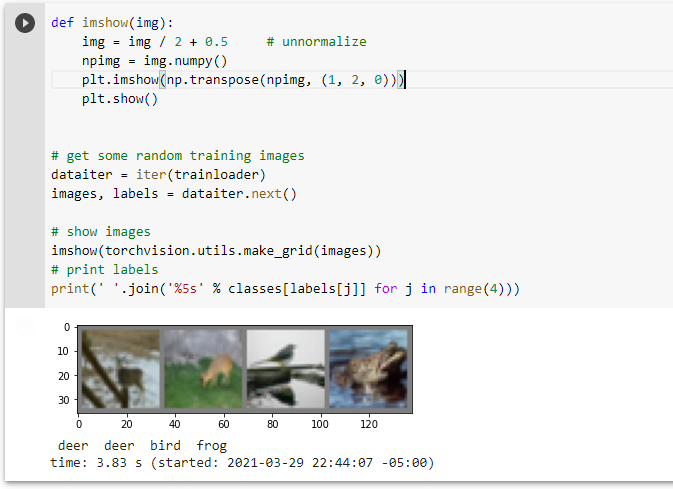 def imshow(img):
    img = img / 2 + 0.5     # unnormalize
    npimg = img.numpy()
    plt.imshow(np.transpose(npimg, (1, 2, 0)))
    plt.show()
# get some random training images
dataiter = iter(trainloader)
images, labels = dataiter.next()
# show images
imshow(torchvision.utils.make_grid(images))
# print labels
print(' '.join('%5s' % classes[labels[j]] for j in range(4)))
0
10
20
30
0 20 40 60 80 100 120
 deer  deer  bird  frog
time: 3.83 s (started: 2021-03-29 22:44:07 -05:00)